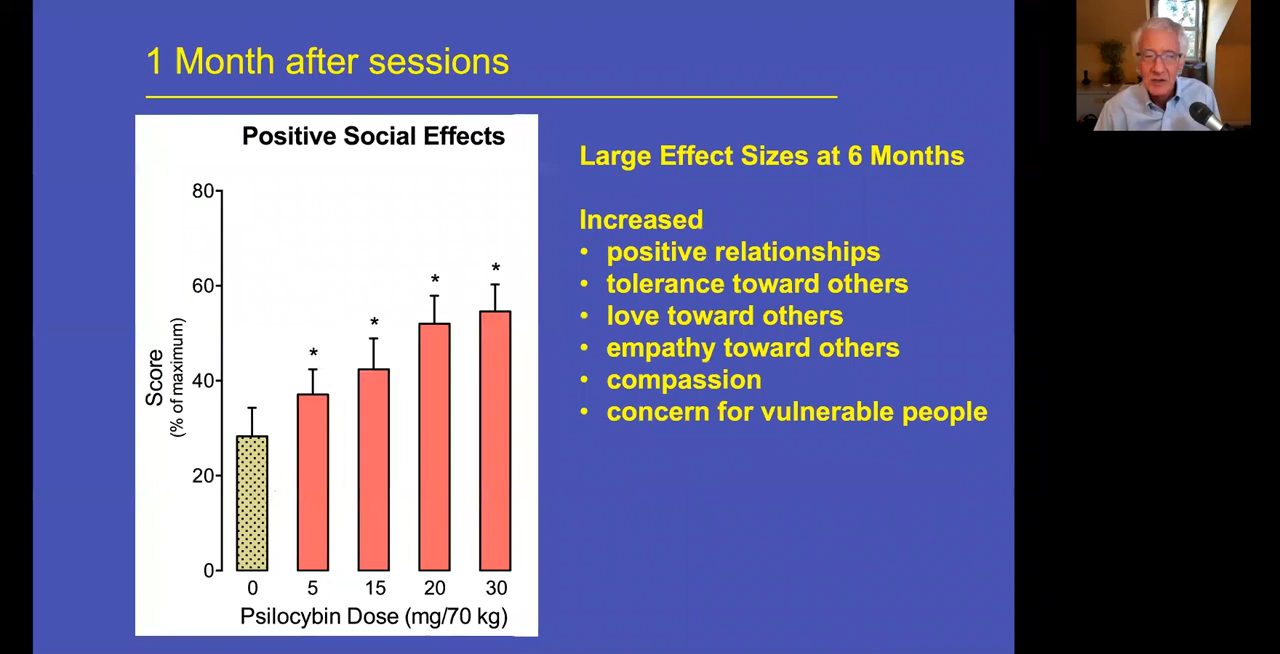 1 Month after sessions
Positive Social Effects
80
60
40
20
0
Score
(% of maximum)
*
*
*
*
0 5 15 20 30
Psilocybin Dose (mg/70 kg)
Large Effect Sizes at 6 Months
Increased
• positive relationships
• tolerance toward others
• love toward others
• empathy toward others
• compassion
• concern for vulnerable people